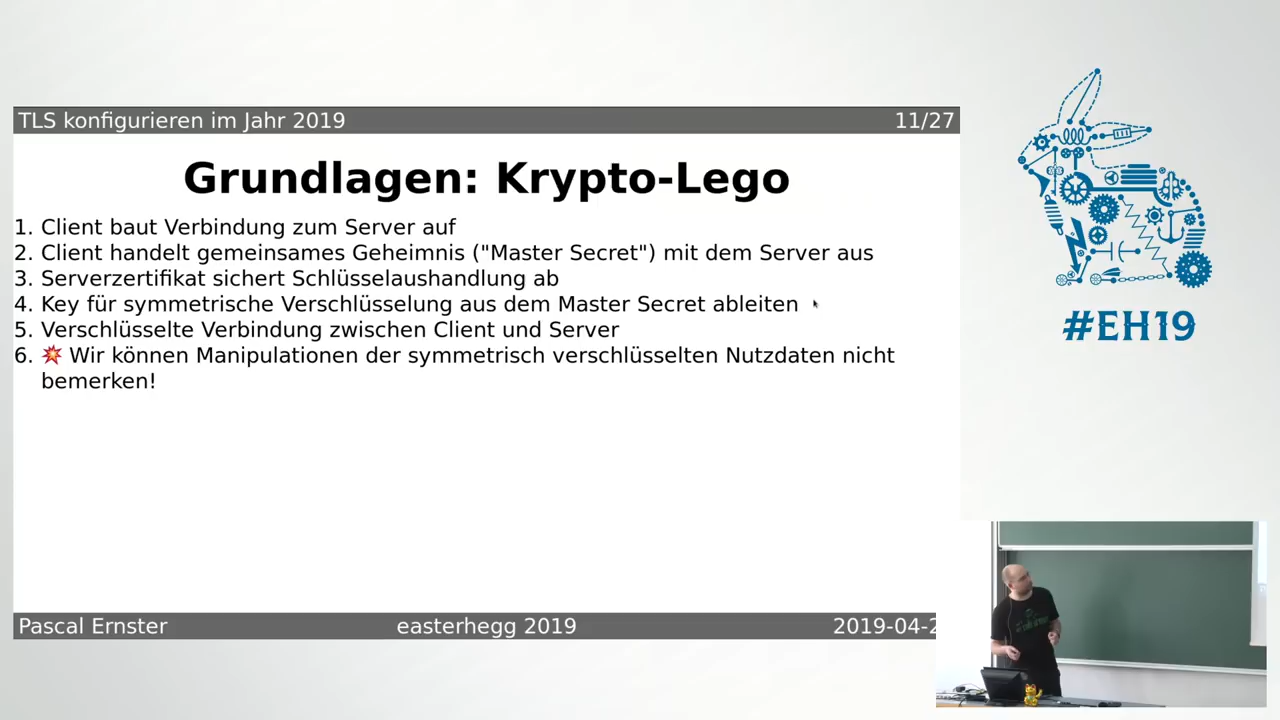 TLS konfigurieren im Jahr 2019 11/27
Grundlagen: Krypto-Lego
1. Client baut Verbindung zum Server auf
2. Client handelt gemeinsames Geheimnis ("Master Secret") mit dem Server aus
3. Serverzertifikat sichert Schlüsselaushandlung ab
4. Key für symmetrische Verschlüsselung aus dem Master Secret ableiten
5. Verschlüsselte Verbindung zwischen Client und Server
6. 💥 Wir können Manipulationen der symmetrisch verschlüsselten Nutzdaten nicht
bemerken!
Pascal Ernster easterhegg 2019 2019-04-2
#EH19